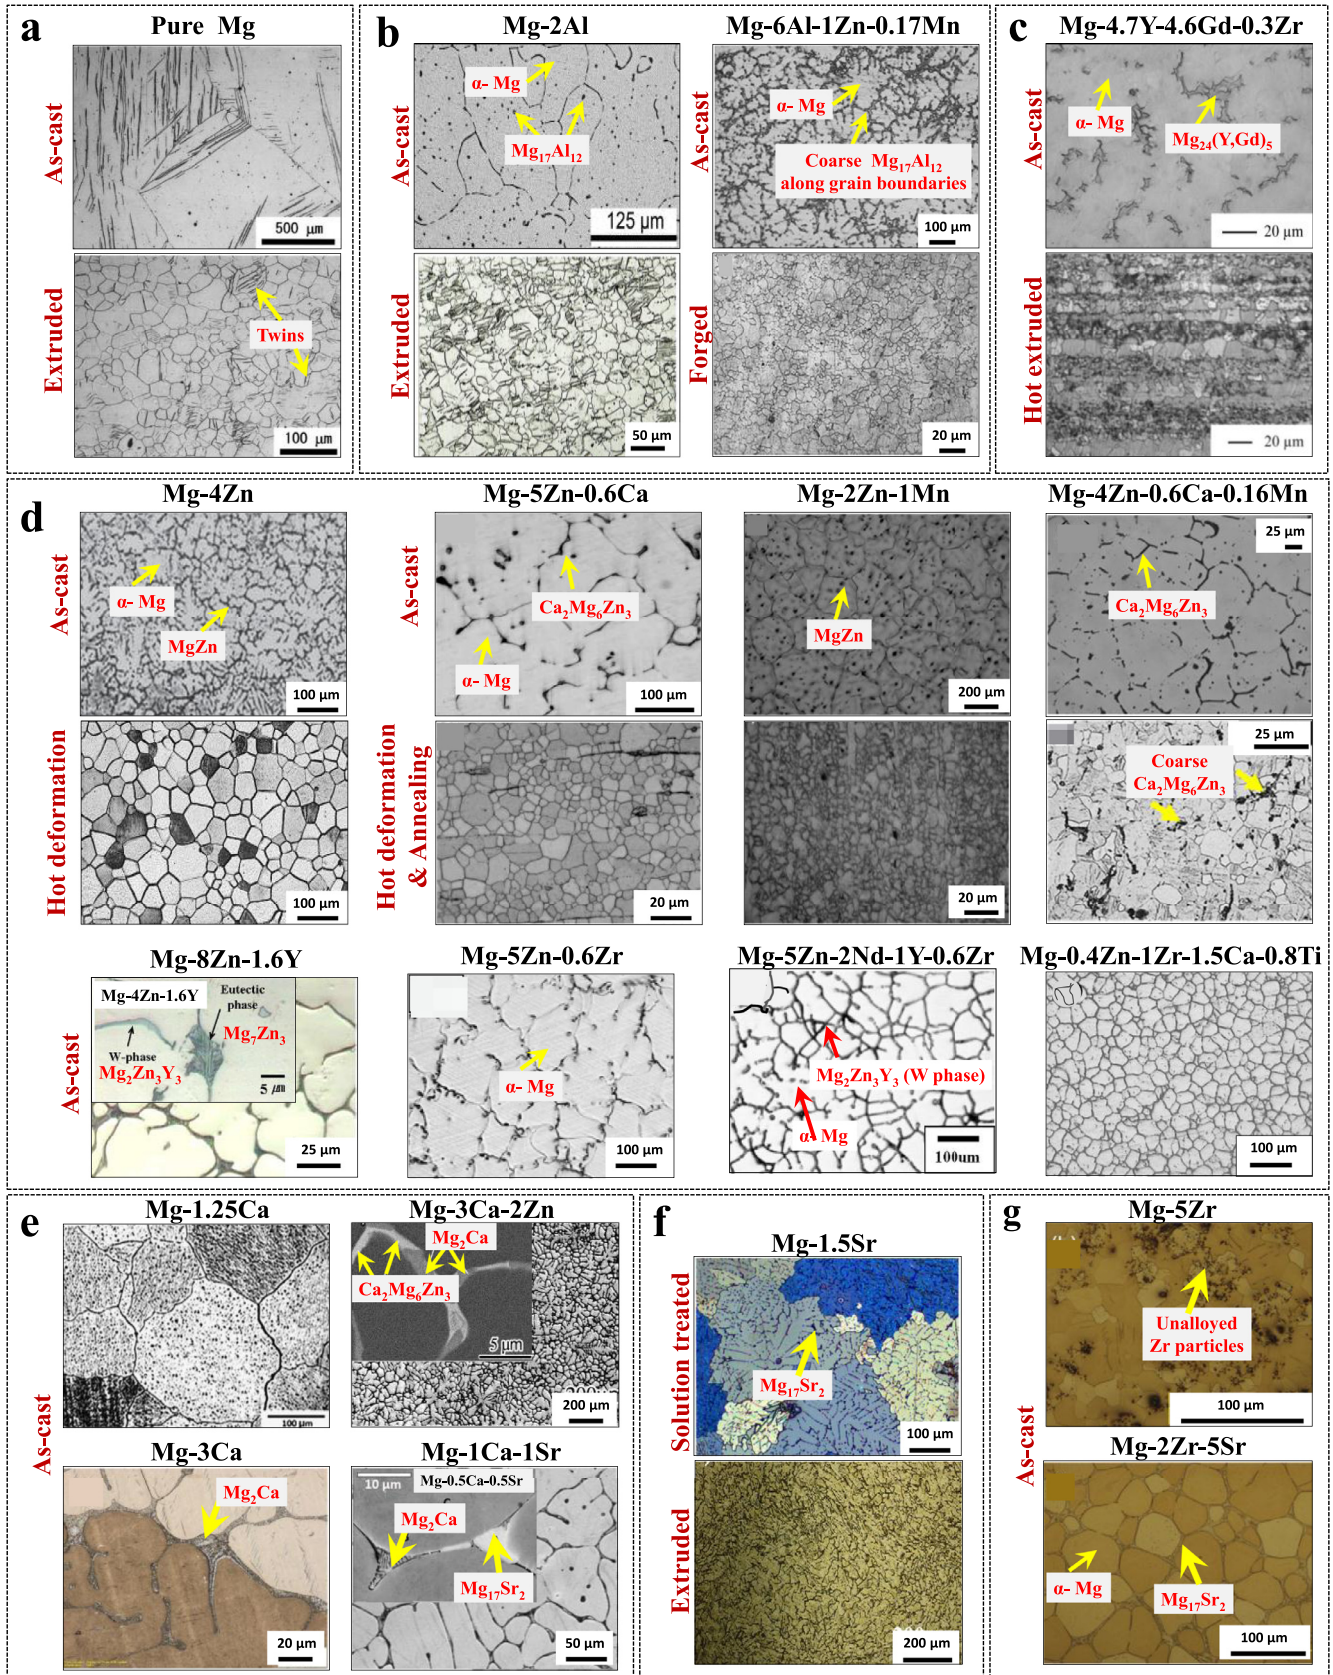 a
Pure Mg
As-cast
500 μm
Extruded
Twins
100 μm
b
Mg-2Al
As-cast
α- Mg
Mg₁₇Al₁₂
125 μm
Extruded
50 μm
Mg-6Al-1Zn-0.17Mn
As-cast
α- Mg
Coarse Mg₁₇Al₁₂
along grain boundaries
100 μm
Forged
20 μm
c
Mg-4.7Y-4.6Gd-0.3Zr
As-cast
α- Mg
Mg₂₄(Y,Gd)₅
20 μm
Hot extruded
20 μm
d
Mg-4Zn
As-cast
α- Mg
MgZn
100 μm
Hot deformation
100 μm
Mg-5Zn-0.6Ca
As-cast
Ca₂Mg₆Zn₃
α- Mg
100 μm
Hot deformation
& Annealing
20 μm
Mg-2Zn-1Mn
MgZn
200 μm
20 μm
Mg-4Zn-0.6Ca-0.16Mn
25 μm
Ca₂Mg₆Zn₃
25 μm
Coarse
Ca₂Mg₆Zn₃
Mg-8Zn-1.6Y
As-cast
Mg-4Zn-1.6Y
Eutectic
phase
Mg₇Zn₃
W-phase
Mg₂Zn₃Y₃
5 μm
25 μm
Mg-5Zn-0.6Zr
α- Mg
100 μm
Mg-5Zn-2Nd-1Y-0.6Zr
Mg₂Zn₃Y₃ (W phase)
α- Mg
100um
Mg-0.4Zn-1Zr-1.5Ca-0.8Ti
100 μm
e
As-cast
Mg-1.25Ca
100 μm
Mg-3Ca-2Zn
Mg₂Ca
Ca₂Mg₆Zn₃
5 μm
200 μm
Mg-3Ca
Mg₂Ca
20 μm
Mg-1Ca-1Sr
10 μm
Mg-0.5Ca-0.5Sr
Mg₂Ca
Mg₁₇Sr₂
50 μm
f
Mg-1.5Sr
Solution treated
Mg₁₇Sr₂
100 μm
Extruded
200 μm
g
As-cast
Mg-5Zr
Unalloyed
Zr particles
100 μm
Mg-2Zr-5Sr
α- Mg
Mg₁₇Sr₂
100 μm